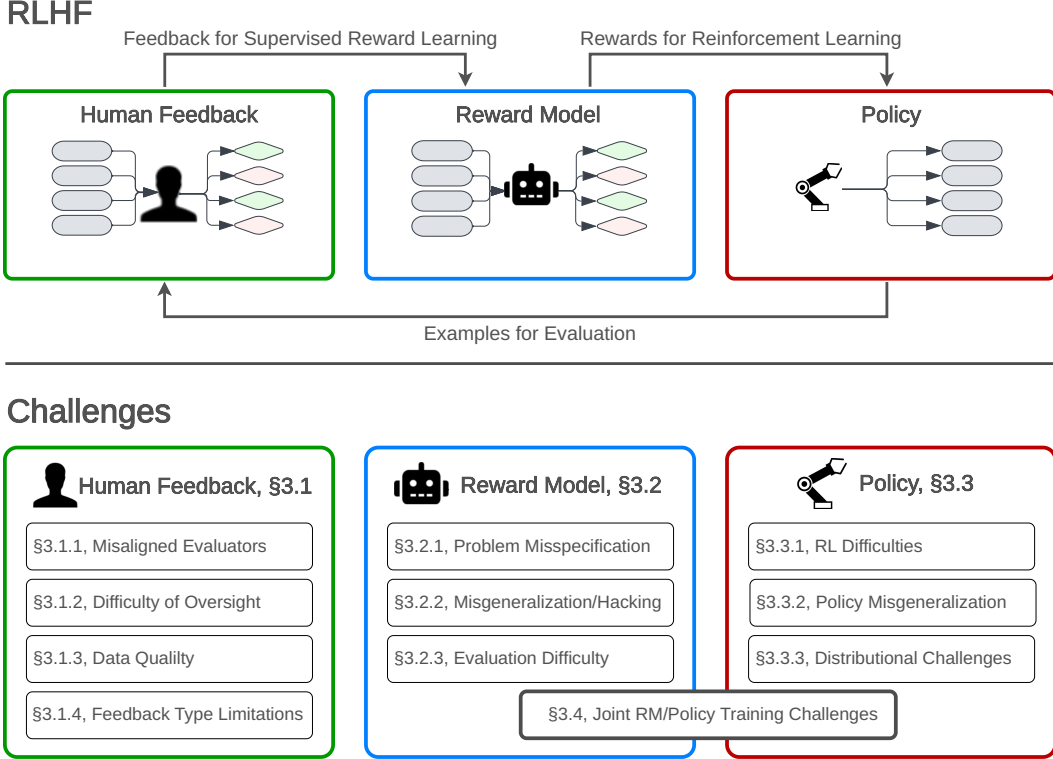 RLHF
Feedback for Supervised Reward Learning
Rewards for Reinforcement Learning
Human Feedback
Reward Model
Policy
Examples for Evaluation
Challenges
Human Feedback, §3.1
§3.1.1, Misaligned Evaluators
§3.1.2, Difficulty of Oversight
§3.1.3, Data Qualilty
§3.1.4, Feedback Type Limitations
Reward Model, §3.2
§3.2.1, Problem Misspecification
§3.2.2, Misgeneralization/Hacking
§3.2.3, Evaluation Difficulty
Policy, §3.3
§3.3.1, RL Difficulties
§3.3.2, Policy Misgeneralization
§3.3.3, Distributional Challenges
§3.4, Joint RM/Policy Training Challenges